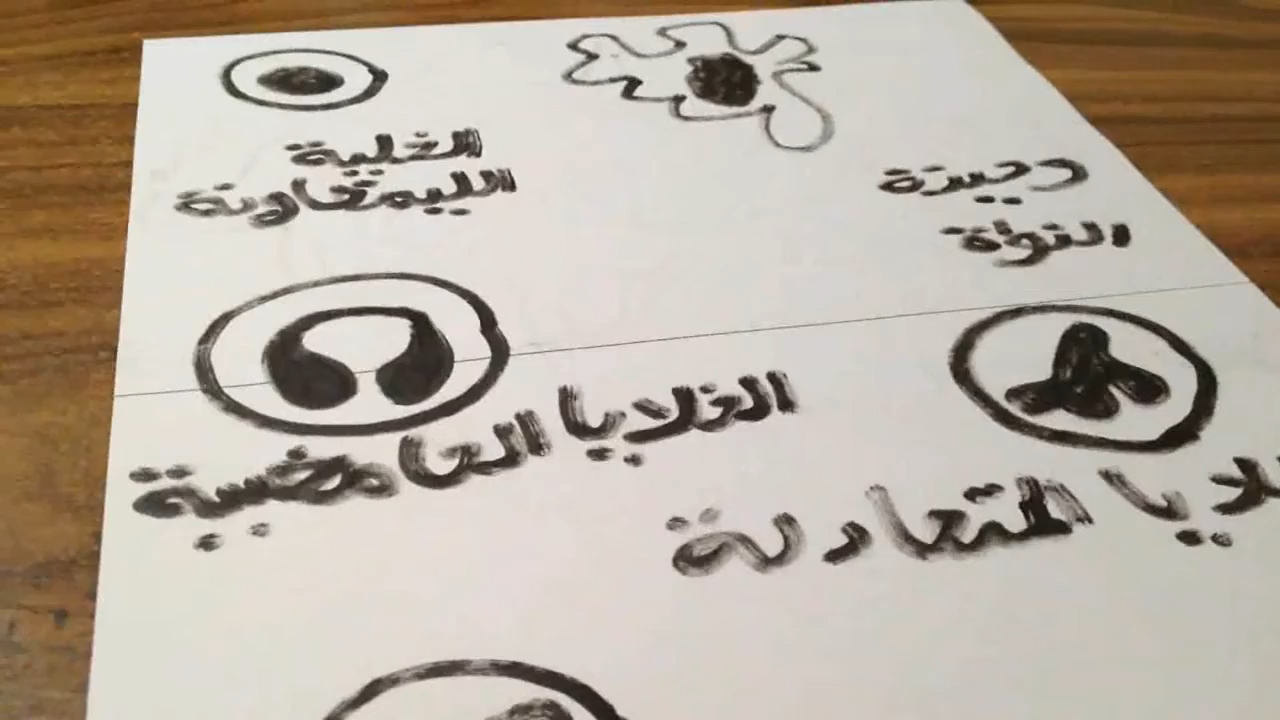 وحيدة
النواة
الخلية
الليمفاوية
الخلايا الحامضية
لايا المتعادلة